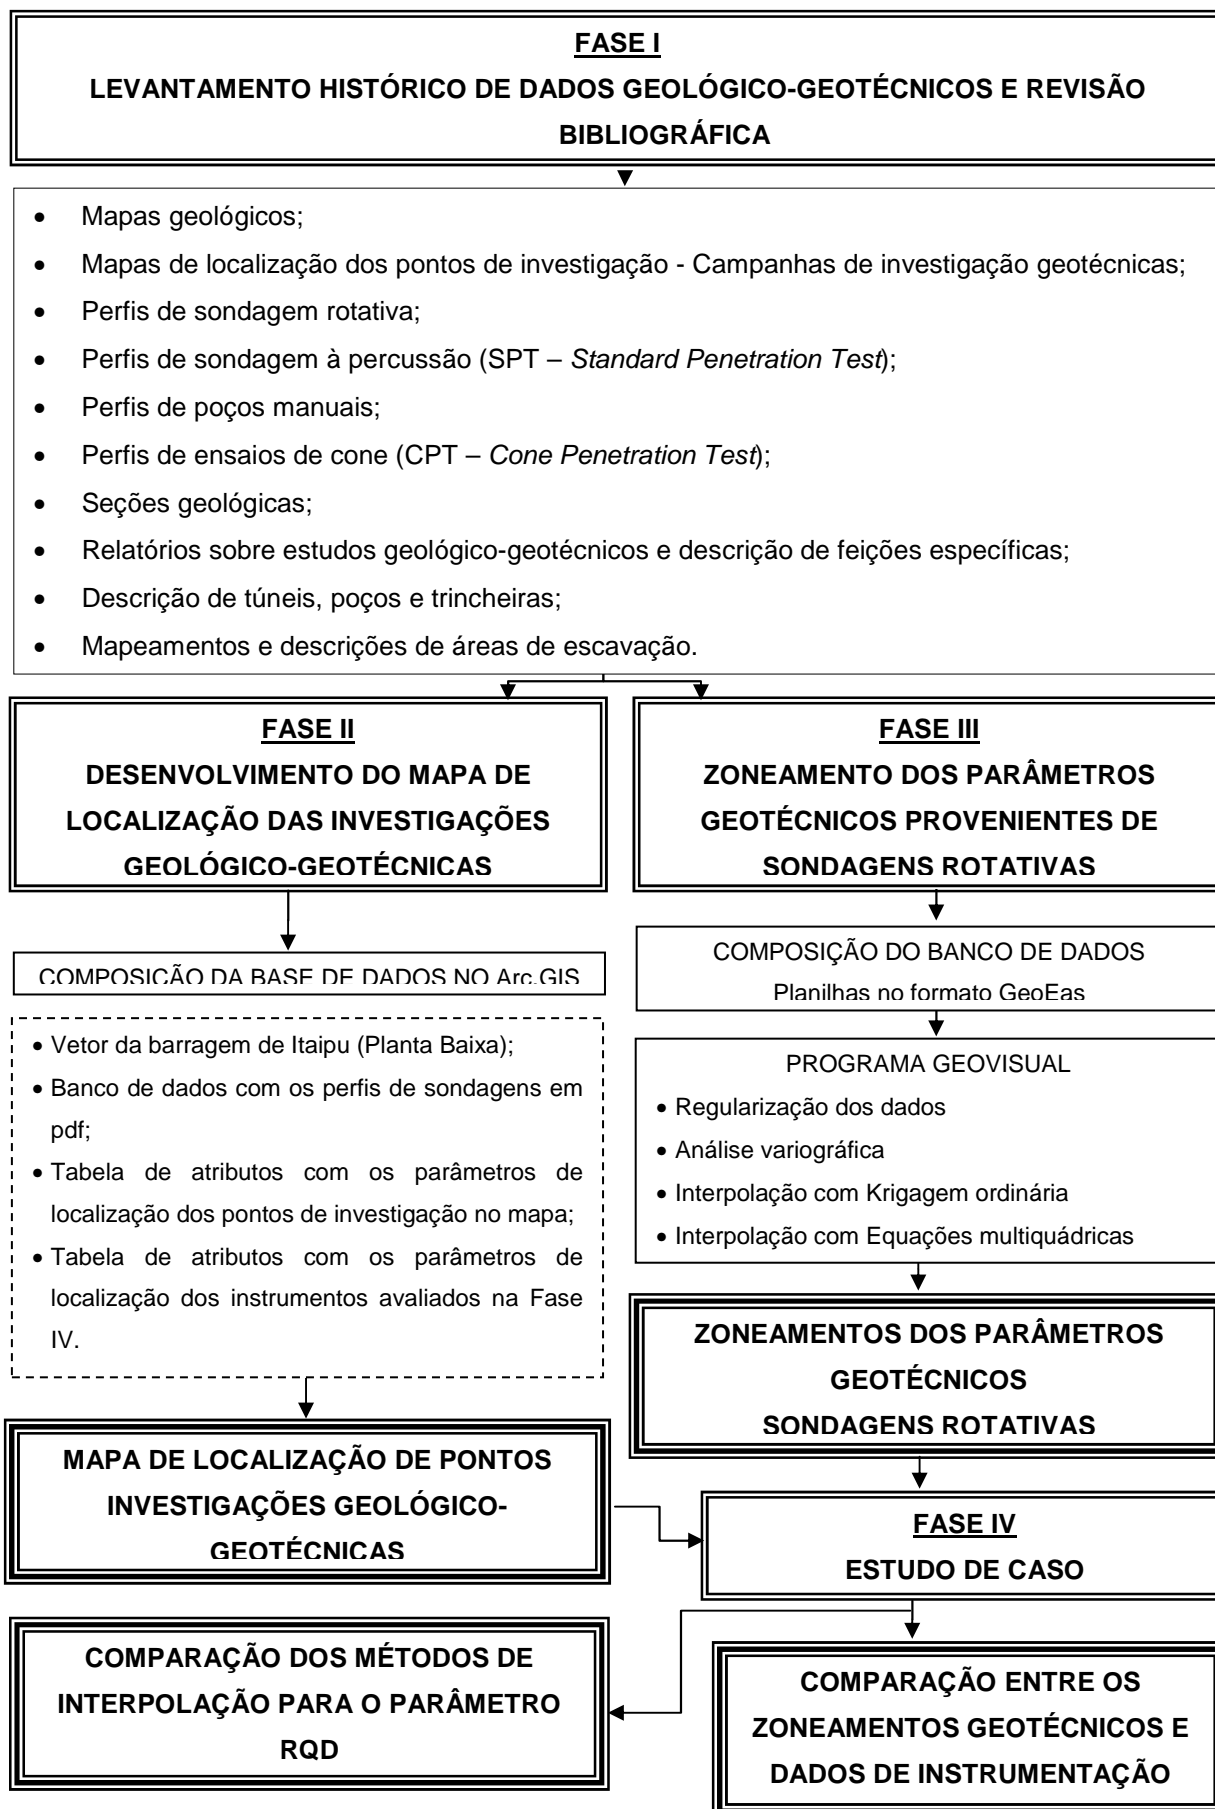 FASE I
LEVANTAMENTO HISTÓRICO DE DADOS GEOLÓGICO-GEOTÉCNICOS E REVISÃO
BIBLIOGRÁFICA
• Mapas geológicos;
• Mapas de localização dos pontos de investigação - Campanhas de investigação geotécnicas;
• Perfis de sondagem rotativa;
• Perfis de sondagem à percussão (SPT – Standard Penetration Test);
• Perfis de poços manuais;
• Perfis de ensaios de cone (CPT – Cone Penetration Test);
• Seções geológicas;
• Relatórios sobre estudos geológico-geotécnicos e descrição de feições específicas;
• Descrição de túneis, poços e trincheiras;
• Mapeamentos e descrições de áreas de escavação.
FASE II
DESENVOLVIMENTO DO MAPA DE
LOCALIZAÇÃO DAS INVESTIGAÇÕES
GEOLÓGICO-GEOTÉCNICAS
COMPOSIÇÃO DA BASE DE DADOS NO Arc.GIS
• Vetor da barragem de Itaipu (Planta Baixa);
• Banco de dados com os perfis de sondagens em
pdf;
• Tabela de atributos com os parâmetros de
localização dos pontos de investigação no mapa;
• Tabela de atributos com os parâmetros de
localização dos instrumentos avaliados na Fase
IV.
MAPA DE LOCALIZAÇÃO DE PONTOS
INVESTIGAÇÕES GEOLÓGICO-
GEOTÉCNICAS
FASE III
ZONEAMENTO DOS PARÂMETROS
GEOTÉCNICOS PROVENIENTES DE
SONDAGENS ROTATIVAS
COMPOSIÇÃO DO BANCO DE DADOS
Planilhas no formato GeoEas
PROGRAMA GEOVISUAL
• Regularização dos dados
• Análise variográfica
• Interpolação com Krigagem ordinária
• Interpolação com Equações multiquádricas
ZONEAMENTOS DOS PARÂMETROS
GEOTÉCNICOS
SONDAGENS ROTATIVAS
FASE IV
ESTUDO DE CASO
COMPARAÇÃO DOS MÉTODOS DE
INTERPOLAÇÃO PARA O PARÂMETRO
RQD
COMPARAÇÃO ENTRE OS
ZONEAMENTOS GEOTÉCNICOS E
DADOS DE INSTRUMENTAÇÃO